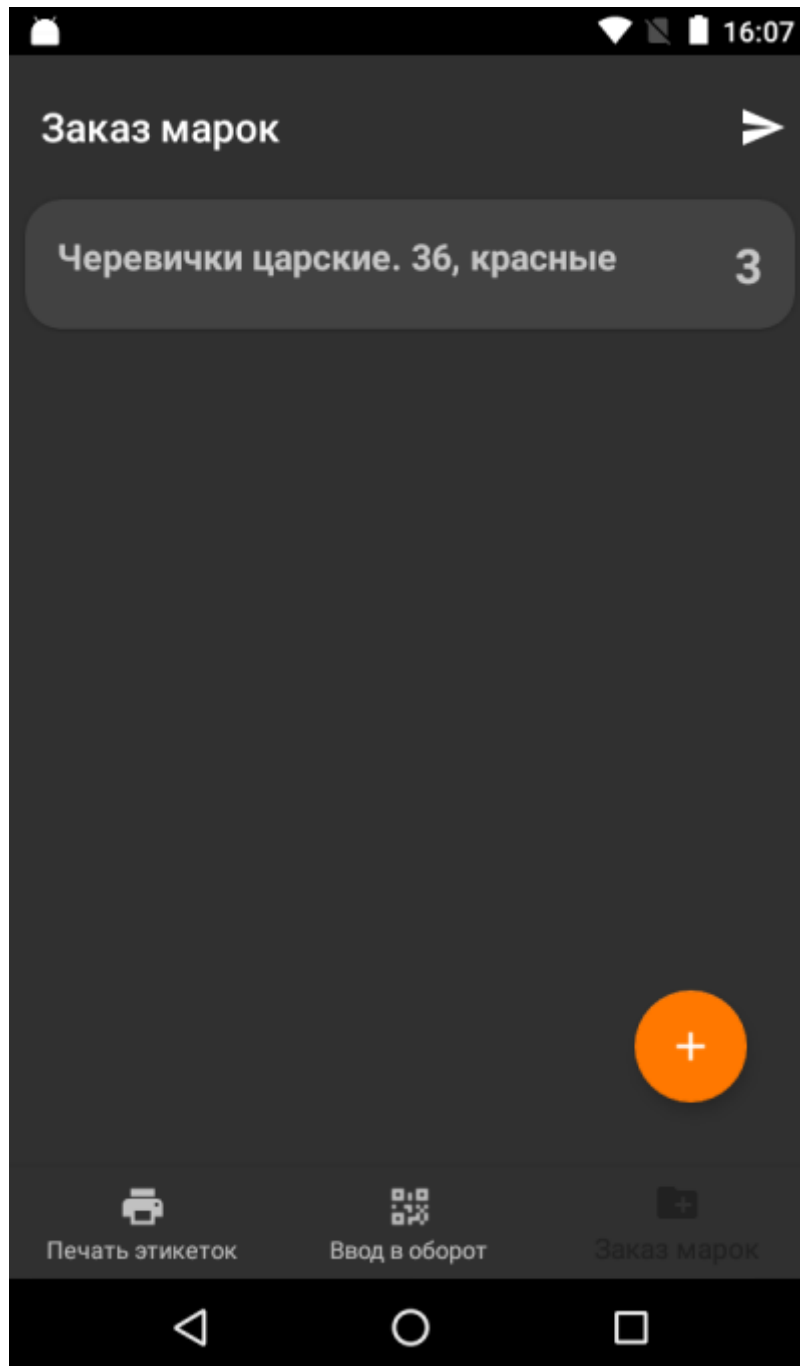 16:07
Заказ марок
Черевички царские. 36, красные 3
Печать этикеток Ввод в оборот Заказ марок